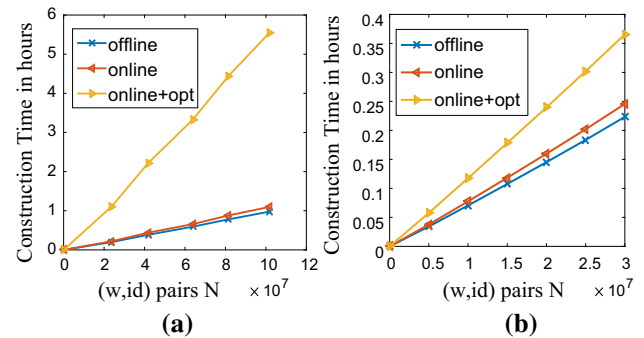 Construction Time in hours
6
5
4
3
2
1
0
offline
online
online+opt
0 2 4 6 8 10 12
(w,id) pairs N × 10^7
(a)
Construction Time in hours
0.4
0.35
0.3
0.25
0.2
0.15
0.1
0.05
0
offline
online
online+opt
0 0.5 1 1.5 2 2.5 3
(w,id) pairs N × 10^7
(b)